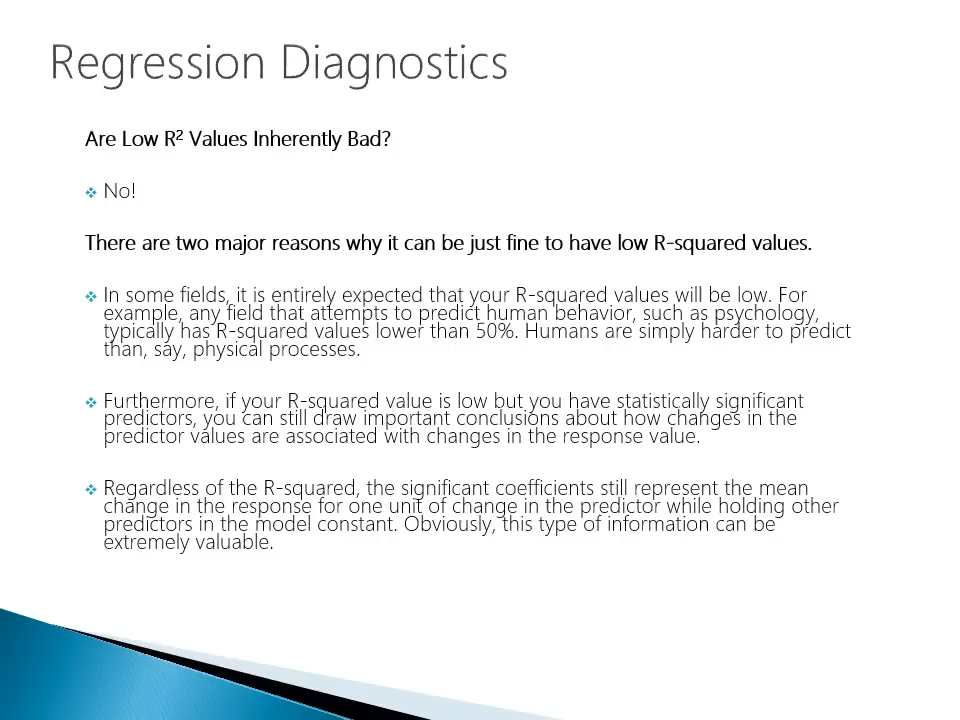 Regression Diagnostics
Are Low R² Values Inherently Bad?
❖ No!
There are two major reasons why it can be just fine to have low R-squared values.
❖ In some fields, it is entirely expected that your R-squared values will be low. For
example, any field that attempts to predict human behavior, such as psychology,
typically has R-squared values lower than 50%. Humans are simply harder to predict
than, say, physical processes.
❖ Furthermore, if your R-squared value is low but you have statistically significant
predictors, you can still draw important conclusions about how changes in the
predictor values are associated with changes in the response value.
❖ Regardless of the R-squared, the significant coefficients still represent the mean
change in the response for one unit of change in the predictor while holding other
predictors in the model constant. Obviously, this type of information can be
extremely valuable.